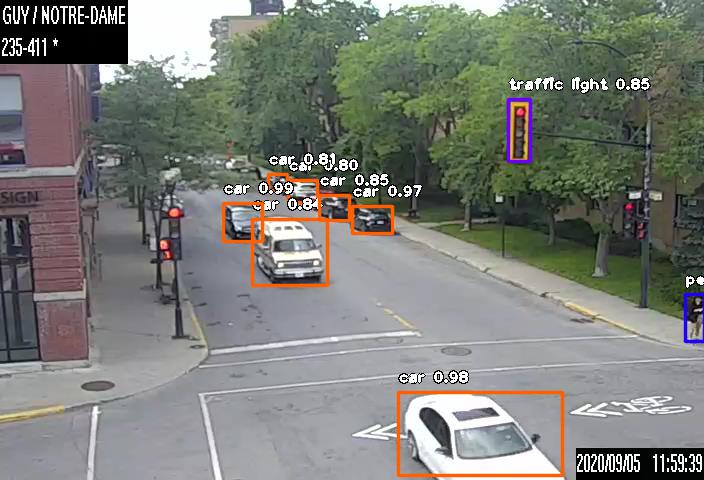 GUY / NOTRE-DAME
235-411 *
traffic light 0.85
car 0.81
car 0.80
car 0.85
car 0.99
car 0.97
car 0.84
SIGN
pe
car 0.98
2020/09/05 11:59:39